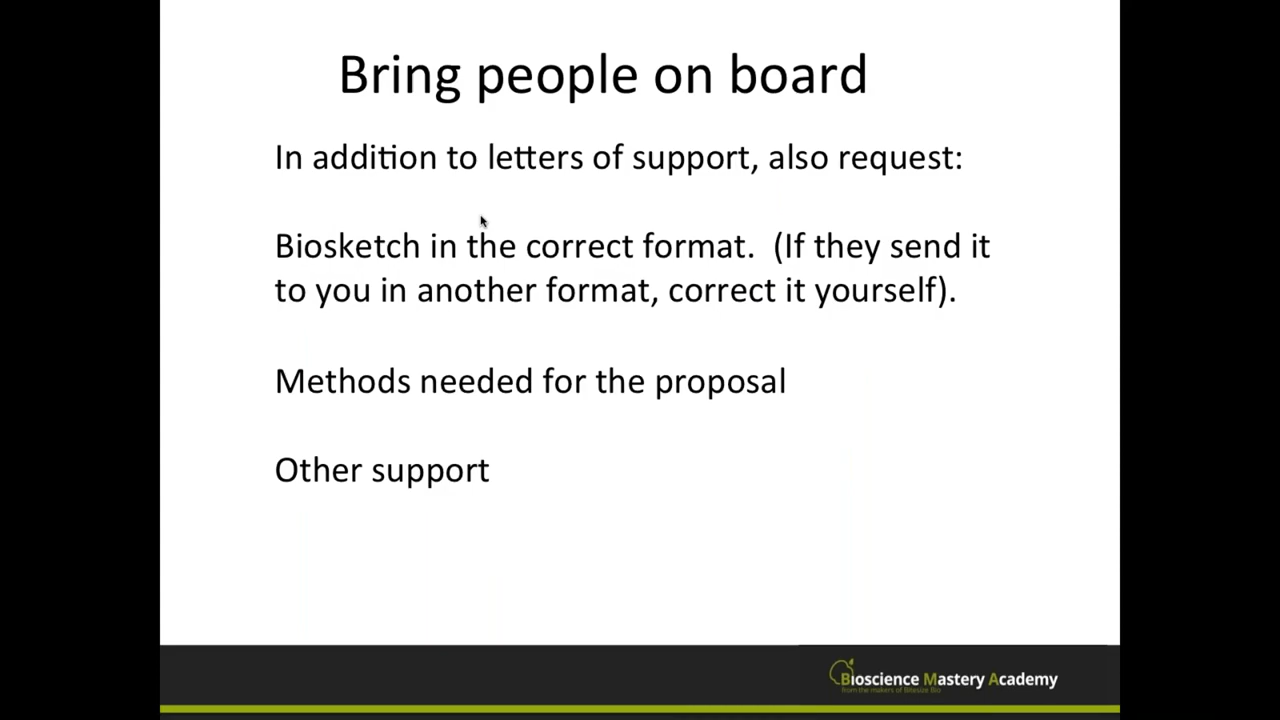 Bring people on board
In addition to letters of support, also request:
Biosketch in the correct format.  (If they send it
to you in another format, correct it yourself).
Methods needed for the proposal
Other support
Bioscience Mastery Academy
from the makers of Bitesize Bio